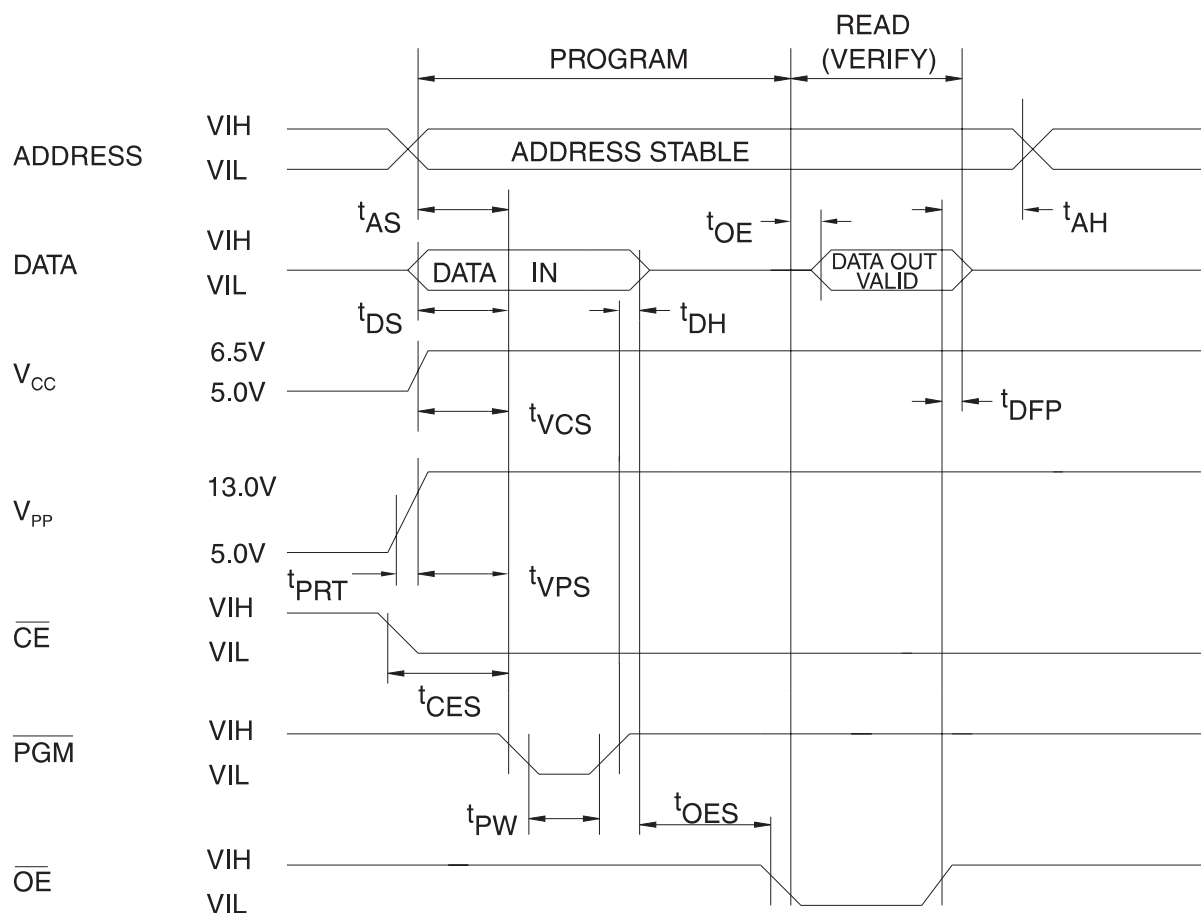 READ
PROGRAM (VERIFY)
VIH
ADDRESS ADDRESS STABLE
VIL
tAS tOE tAH
VIH
DATA DATA IN DATA OUT VALID
VIL
tDS tDH
6.5V
VCC
5.0V
tVCS tDFP
13.0V
VPP
5.0V
tPRT tVPS
VIH
CE
VIL
tCES
VIH
PGM
VIL
tPW tOES
VIH
OE
VIL